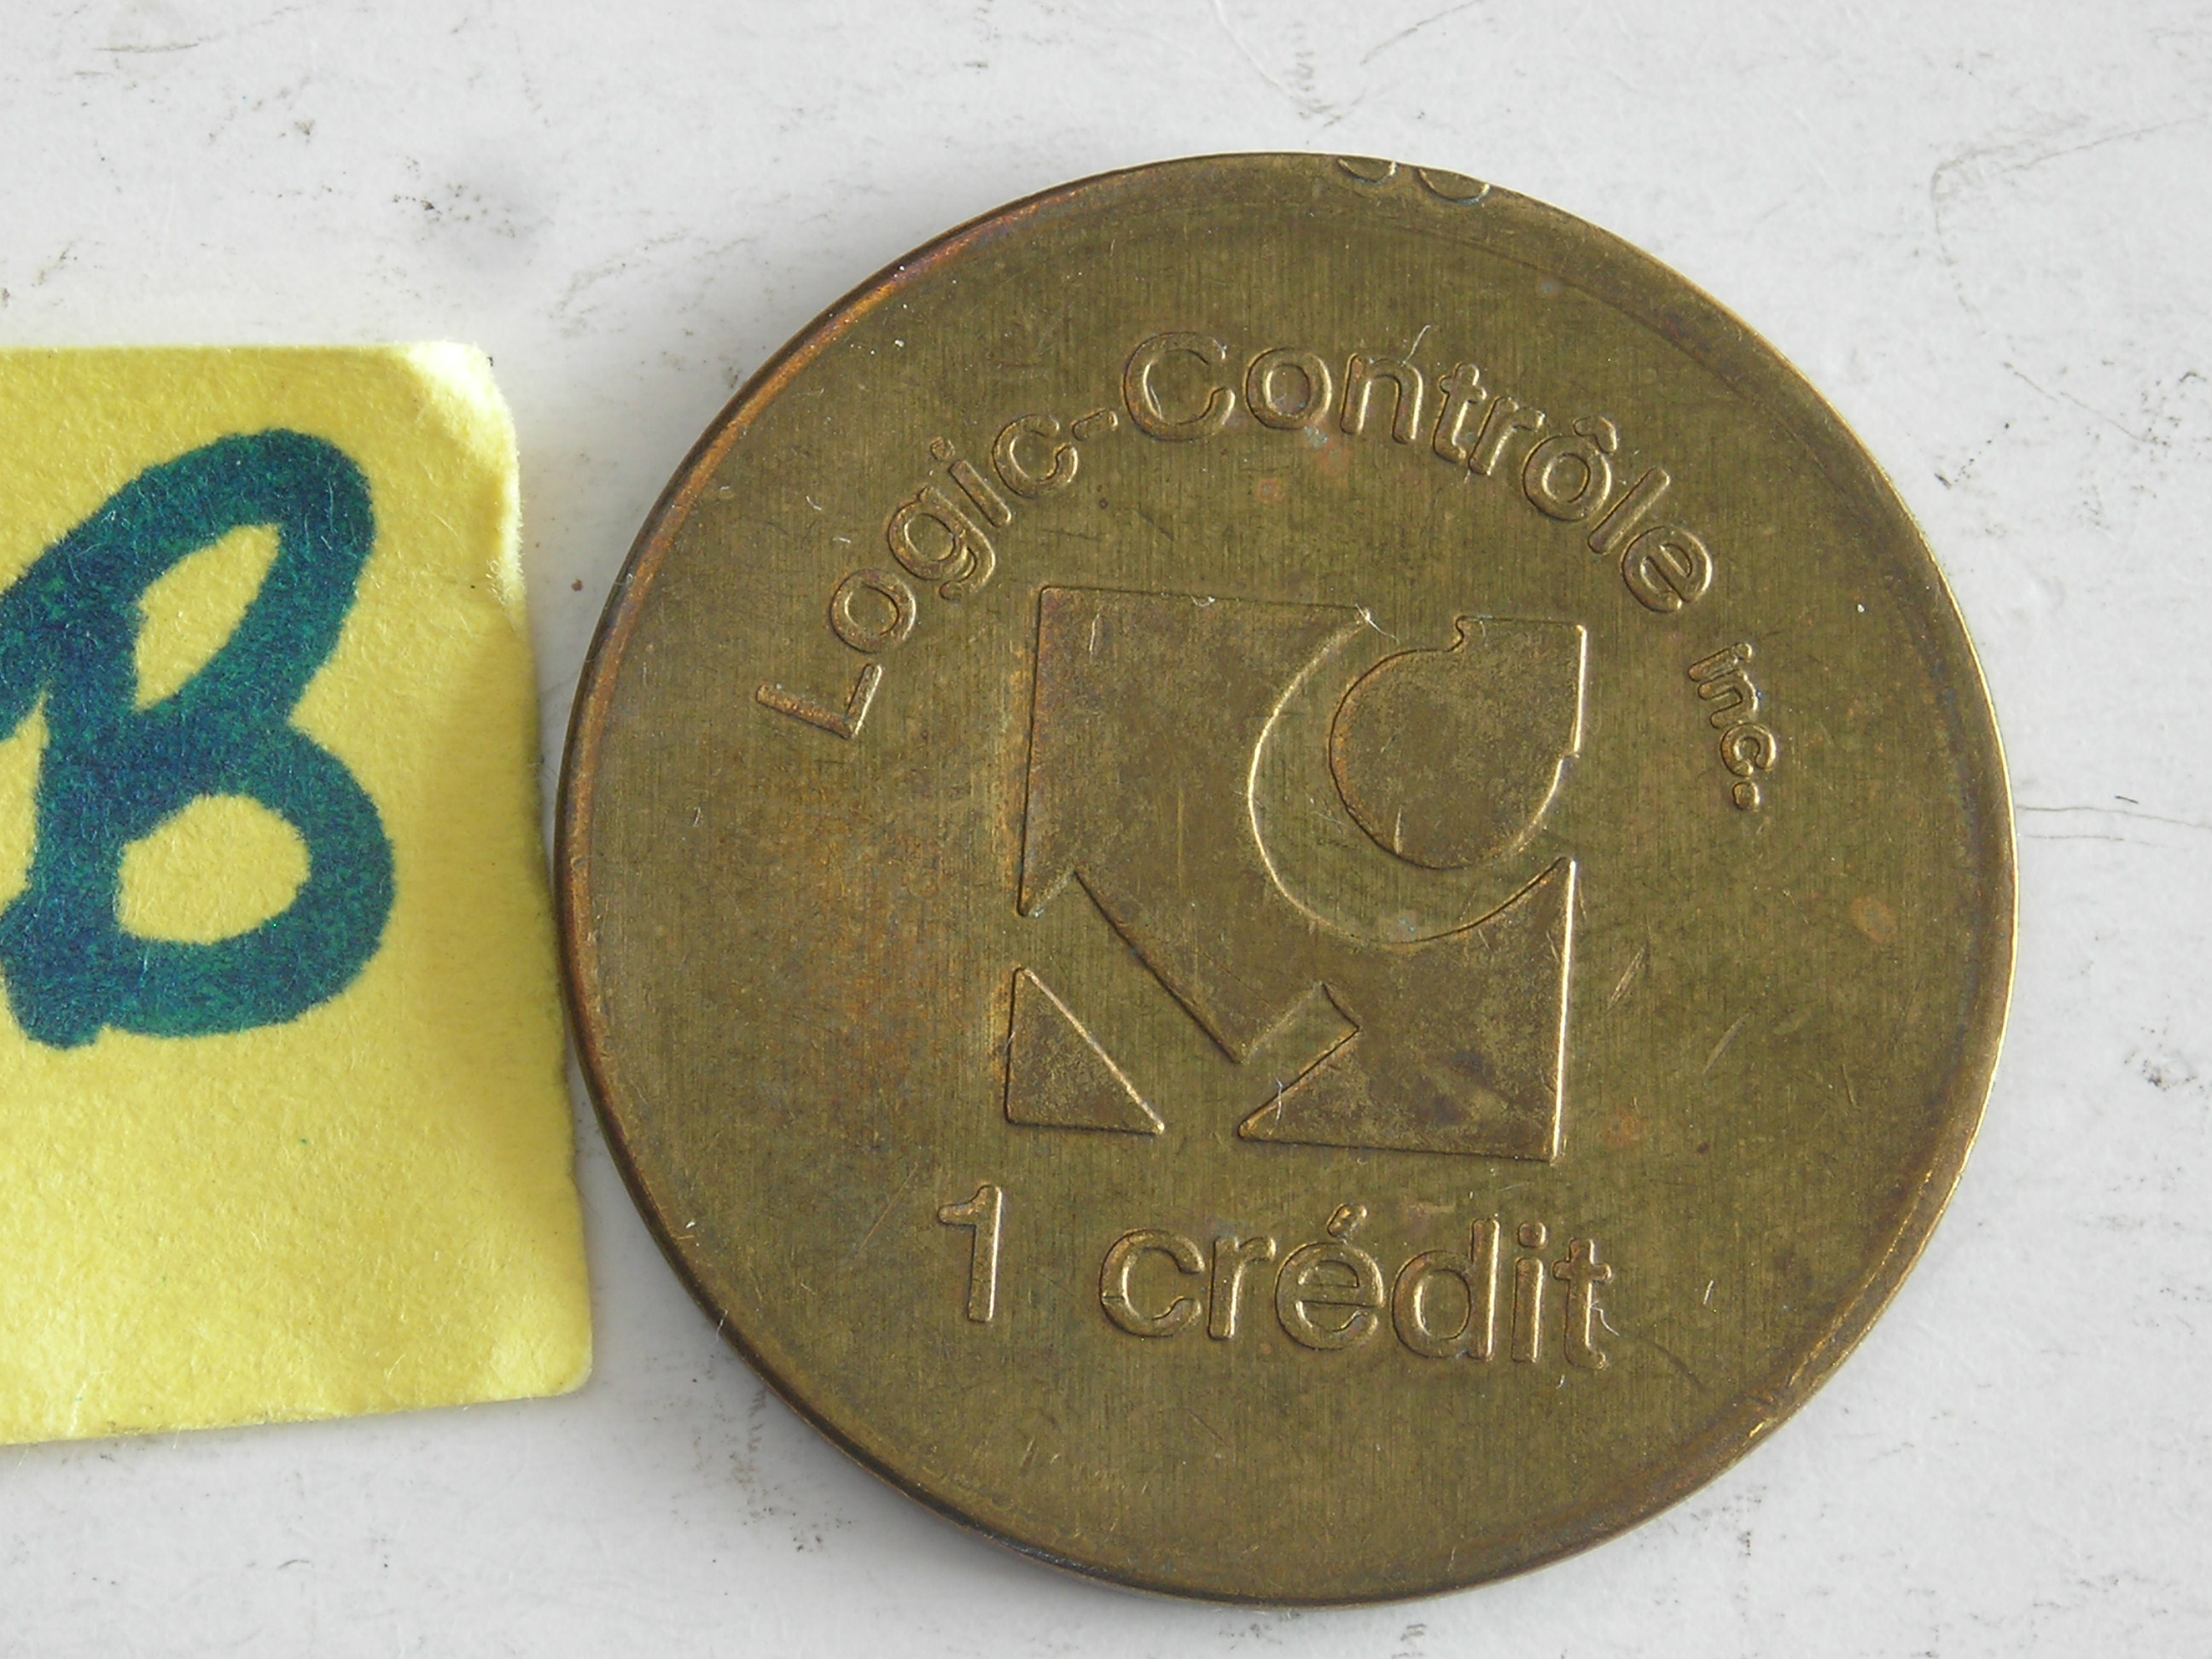 B
Logic-Contrôle inc.
1 crédit